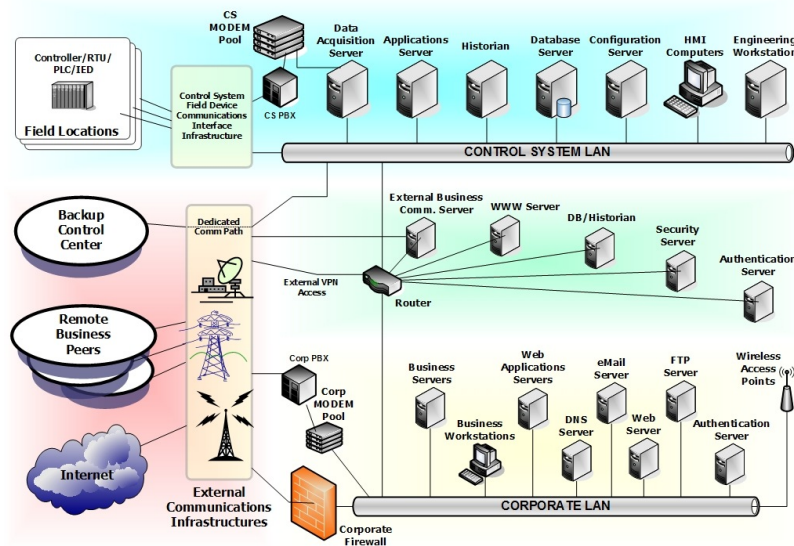 CS
MODEM
Pool
Data
Acquisition
Server
Applications
Server
Historian
Database
Server
Configuration
Server
HMI
Computers
Engineering
Workstation
Controller/RTU/
PLC/IED
Field Locations
Control System
Field Device
Communications
Interface
Infrastructure
CS PBX
CONTROL SYSTEM LAN
Backup
Control
Center
Dedicated
Comm Path
External Business
Comm. Server
WWW Server
DB/Historian
Security
Server
Authentication
Server
External VPN
Access
Router
Remote
Business
Peers
Corp PBX
Corp
MODEM
Pool
Business
Servers
Business
Workstations
Web
Applications
Servers
DNS
Server
eMail
Server
Web
Server
FTP
Server
Authentication
Server
Wireless
Access
Points
Internet
External
Communications
Infrastructures
Corporate
Firewall
CORPORATE LAN